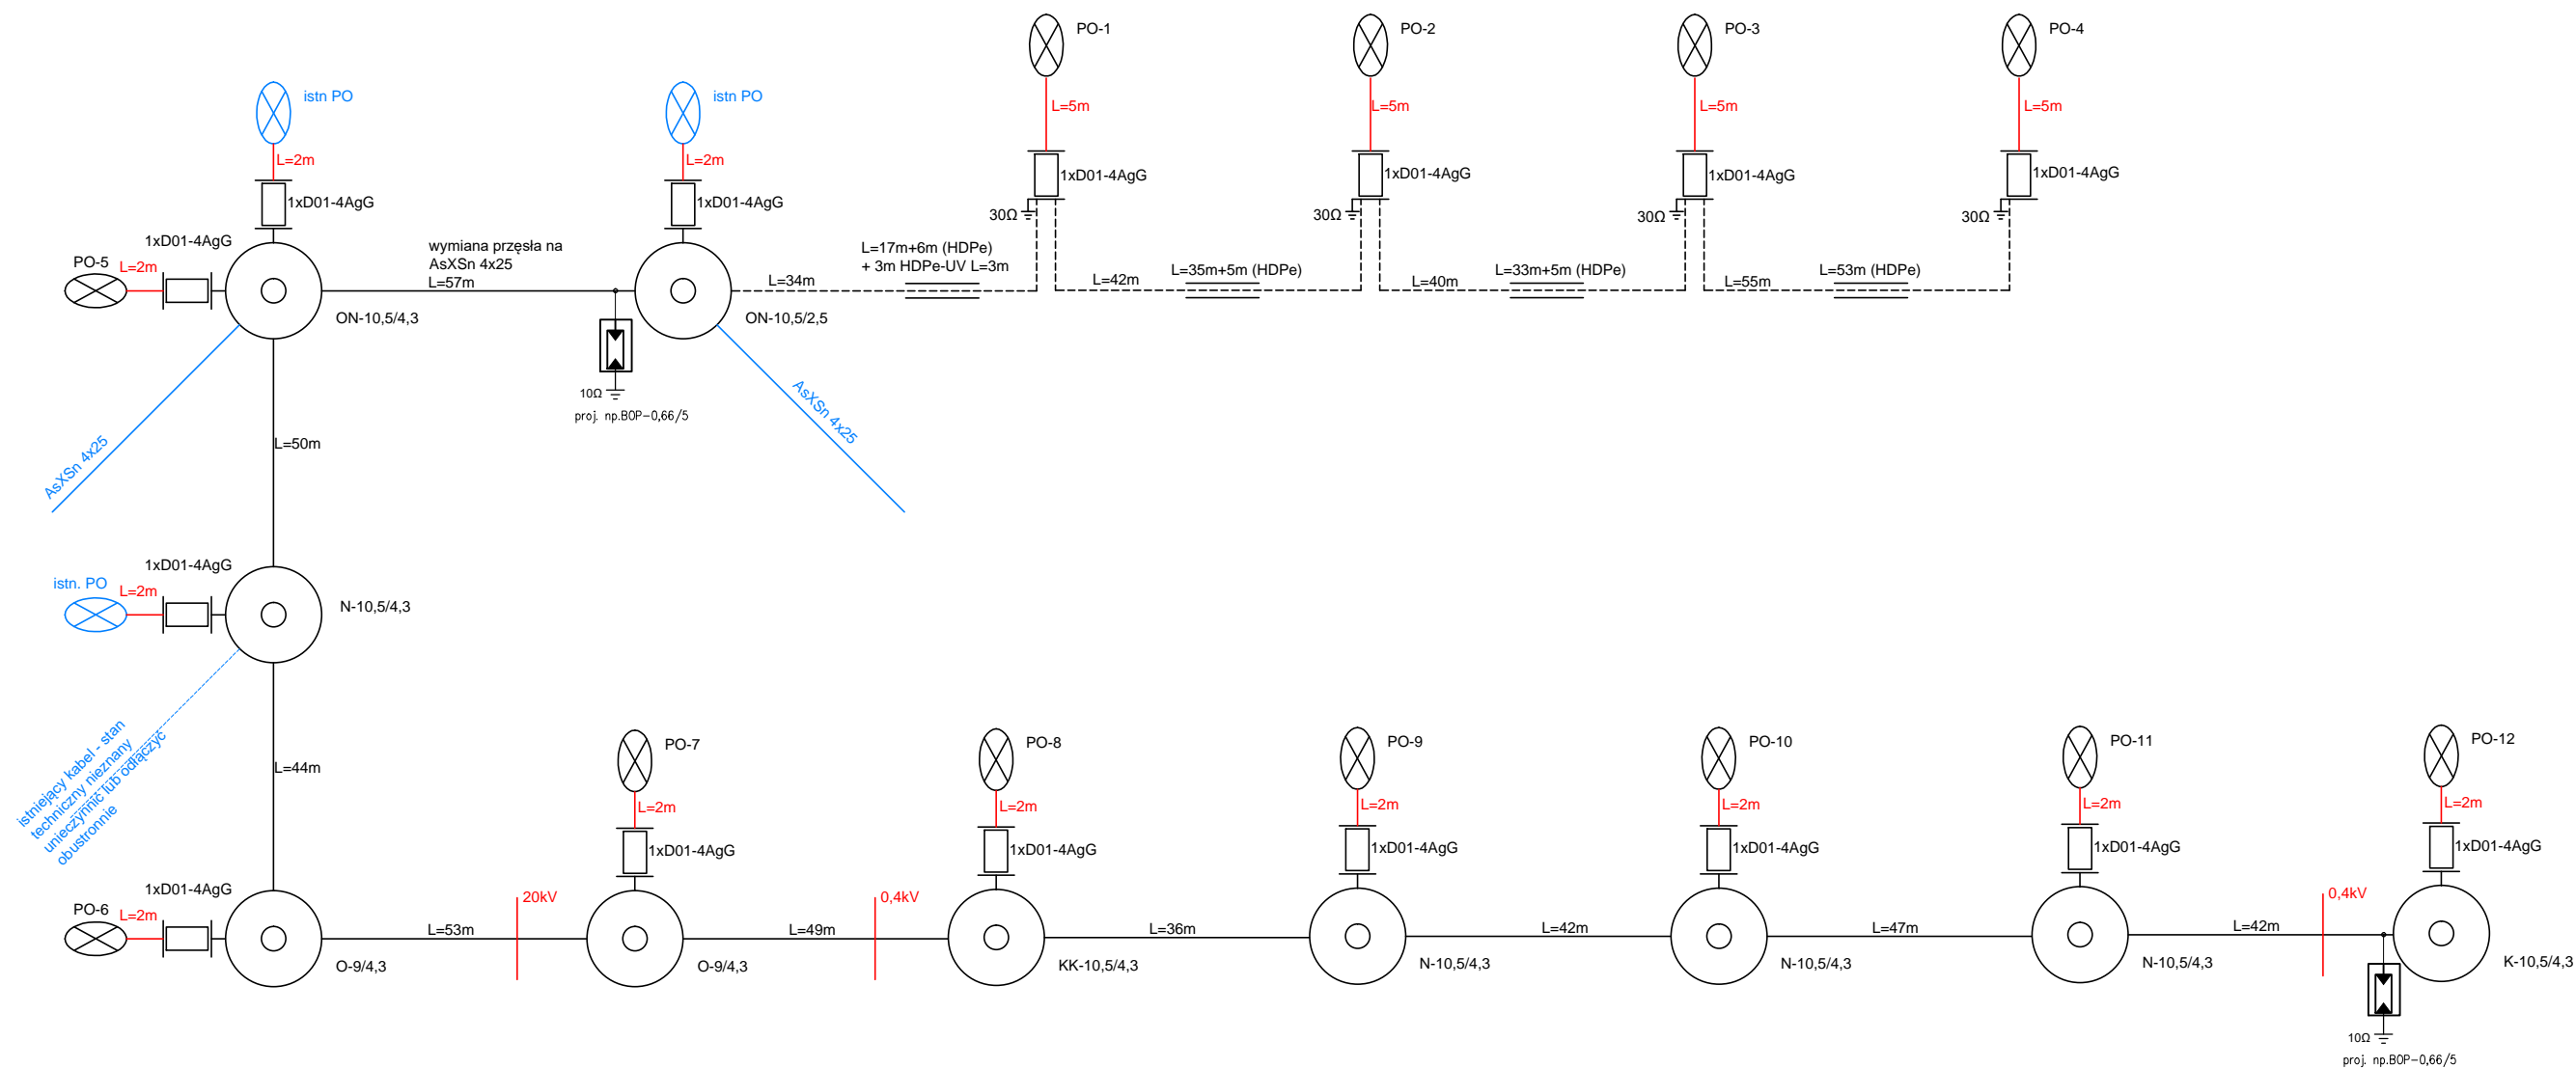 PO-1
PO-2
PO-3
PO-4
istn PO
istn PO
L=5m
L=5m
L=5m
L=5m
L=2m
L=2m
1xD01-4AgG
1xD01-4AgG
1xD01-4AgG
1xD01-4AgG
1xD01-4AgG
1xD01-4AgG
30Ω
30Ω
30Ω
30Ω
1xD01-4AgG
PO-5
L=2m
wymiana przęsła na
AsXSn 4x25
L=57m
L=17m+6m (HDPe)
+ 3m HDPe-UV L=3m
L=34m
L=42m
L=35m+5m (HDPe)
L=40m
L=33m+5m (HDPe)
L=55m
L=53m (HDPe)
ON-10,5/4,3
ON-10,5/2,5
10Ω
proj. np.BOP-0,66/5
AsXSn 4x25
AsXSn 4x25
L=50m
1xD01-4AgG
istn. PO
L=2m
N-10,5/4,3
istniejący kabel - stan
techniczny nieznany
unieczynnić lub odłączyć
obustronnie
L=44m
PO-7
PO-8
PO-9
PO-10
PO-11
PO-12
L=2m
L=2m
L=2m
L=2m
L=2m
L=2m
1xD01-4AgG
1xD01-4AgG
1xD01-4AgG
1xD01-4AgG
1xD01-4AgG
1xD01-4AgG
1xD01-4AgG
PO-6
L=2m
20kV
0,4kV
0,4kV
L=53m
L=49m
L=36m
L=42m
L=47m
L=42m
O-9/4,3
O-9/4,3
KK-10,5/4,3
N-10,5/4,3
N-10,5/4,3
N-10,5/4,3
K-10,5/4,3
10Ω
proj. np.BOP-0,66/5